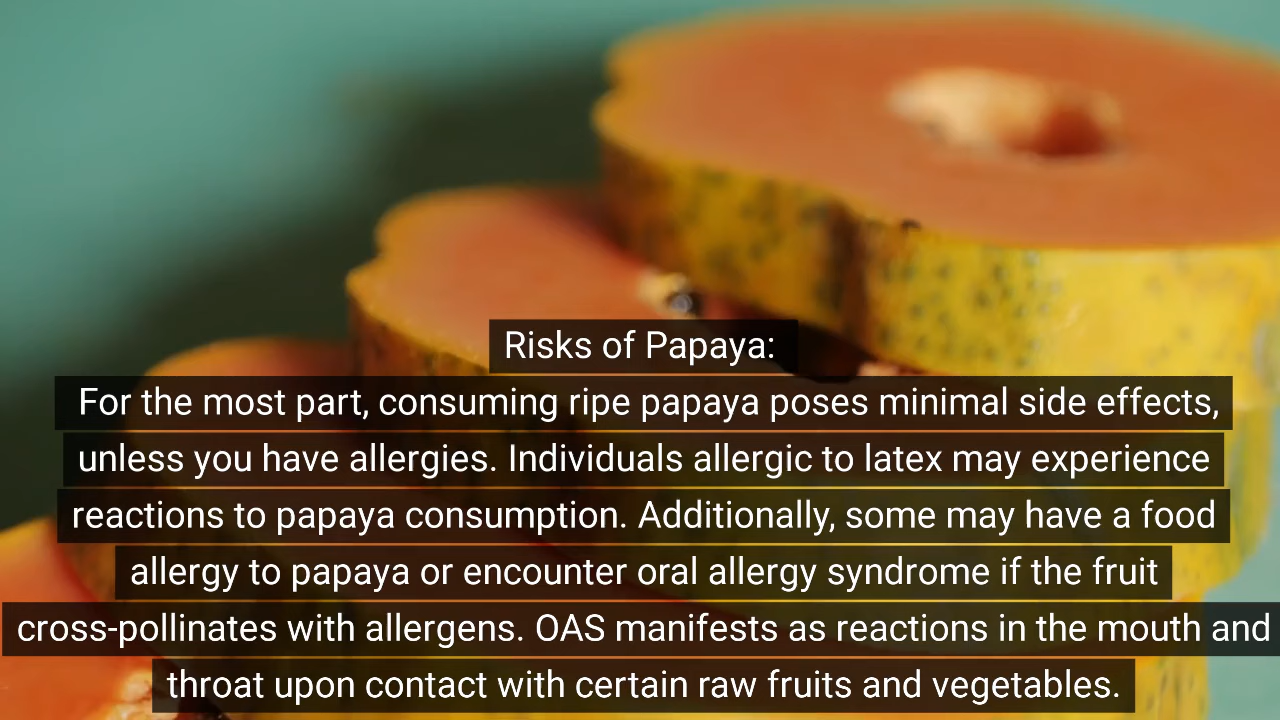 Risks of Papaya:
For the most part, consuming ripe papaya poses minimal side effects,
unless you have allergies. Individuals allergic to latex may experience
reactions to papaya consumption. Additionally, some may have a food
allergy to papaya or encounter oral allergy syndrome if the fruit
cross-pollinates with allergens. OAS manifests as reactions in the mouth and
throat upon contact with certain raw fruits and vegetables.